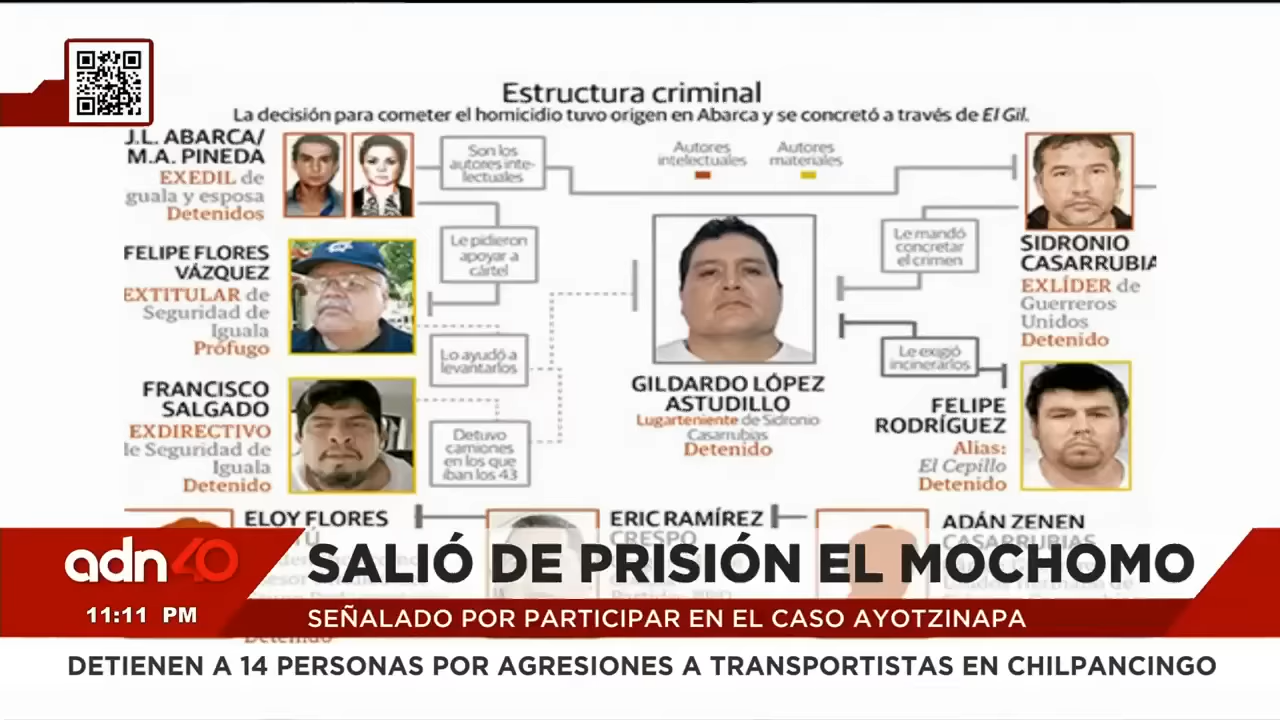 Estructura criminal
La decisión para cometer el homicidio tuvo origen en Abarca y se concretó a través de El Gil.
J.L. ABARCA/
M.A. PINEDA
EXEDIL de
guala y esposa
Detenidos
Son los
autores inte-
lectuales
Autores
intelectuales
Autores
materiales
Le pidieron
apoyar a
cártel
Le mandó
concretar
el crimen
SIDRONIO
CASARRUBIA
EXLÍDER de
Guerreros
Unidos
Detenido
FELIPE FLORES
VÁZQUEZ
EXTITULAR de
Seguridad de
Iguala
Prófugo
Lo ayudó a
levantarlos
Le exigió
incinerarlos
GILDARDO LÓPEZ
ASTUDILLO
Lugarteniente de Sidronio
Casarrubias
Detenido
FRANCISCO
SALGADO
EXDIRECTIVO
de Seguridad de
Iguala
Detenido
Detuvo
camiones
en los que
iban los 43
FELIPE
RODRÍGUEZ
Alias:
El Cepillo
Detenido
ELOY FLORES
ERIC RAMÍREZ
CRESPO
ADÁN ZENEN
CASARRUBIAS
Detenido
adn40
SALIÓ DE PRISIÓN EL MOCHOMO
11:11 PM
SEÑALADO POR PARTICIPAR EN EL CASO AYOTZINAPA
DETIENEN A 14 PERSONAS POR AGRESIONES A TRANSPORTISTAS EN CHILPANCINGO